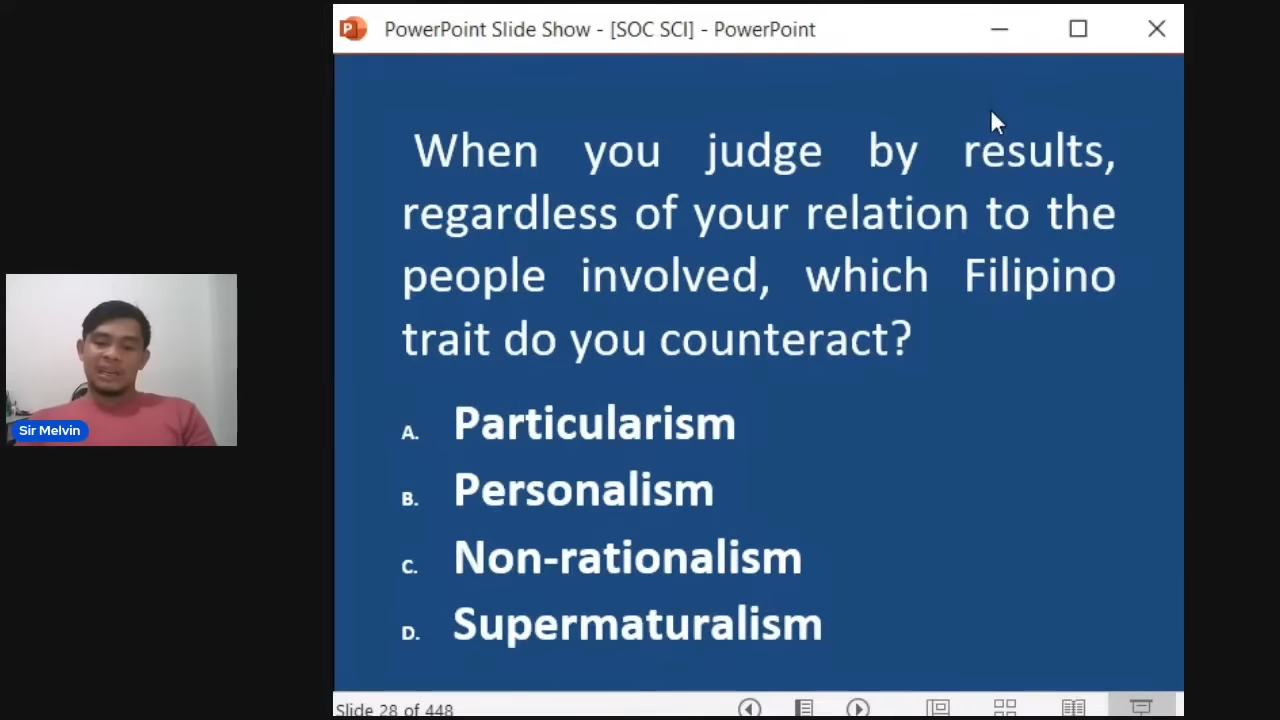 PowerPoint Slide Show - [SOC SCI] - PowerPoint
When you judge by results,
regardless of your relation to the
people involved, which Filipino
trait do you counteract?
A. Particularism
B. Personalism
C. Non-rationalism
D. Supermaturalism
Sir Melvin
Slide 28 of 448